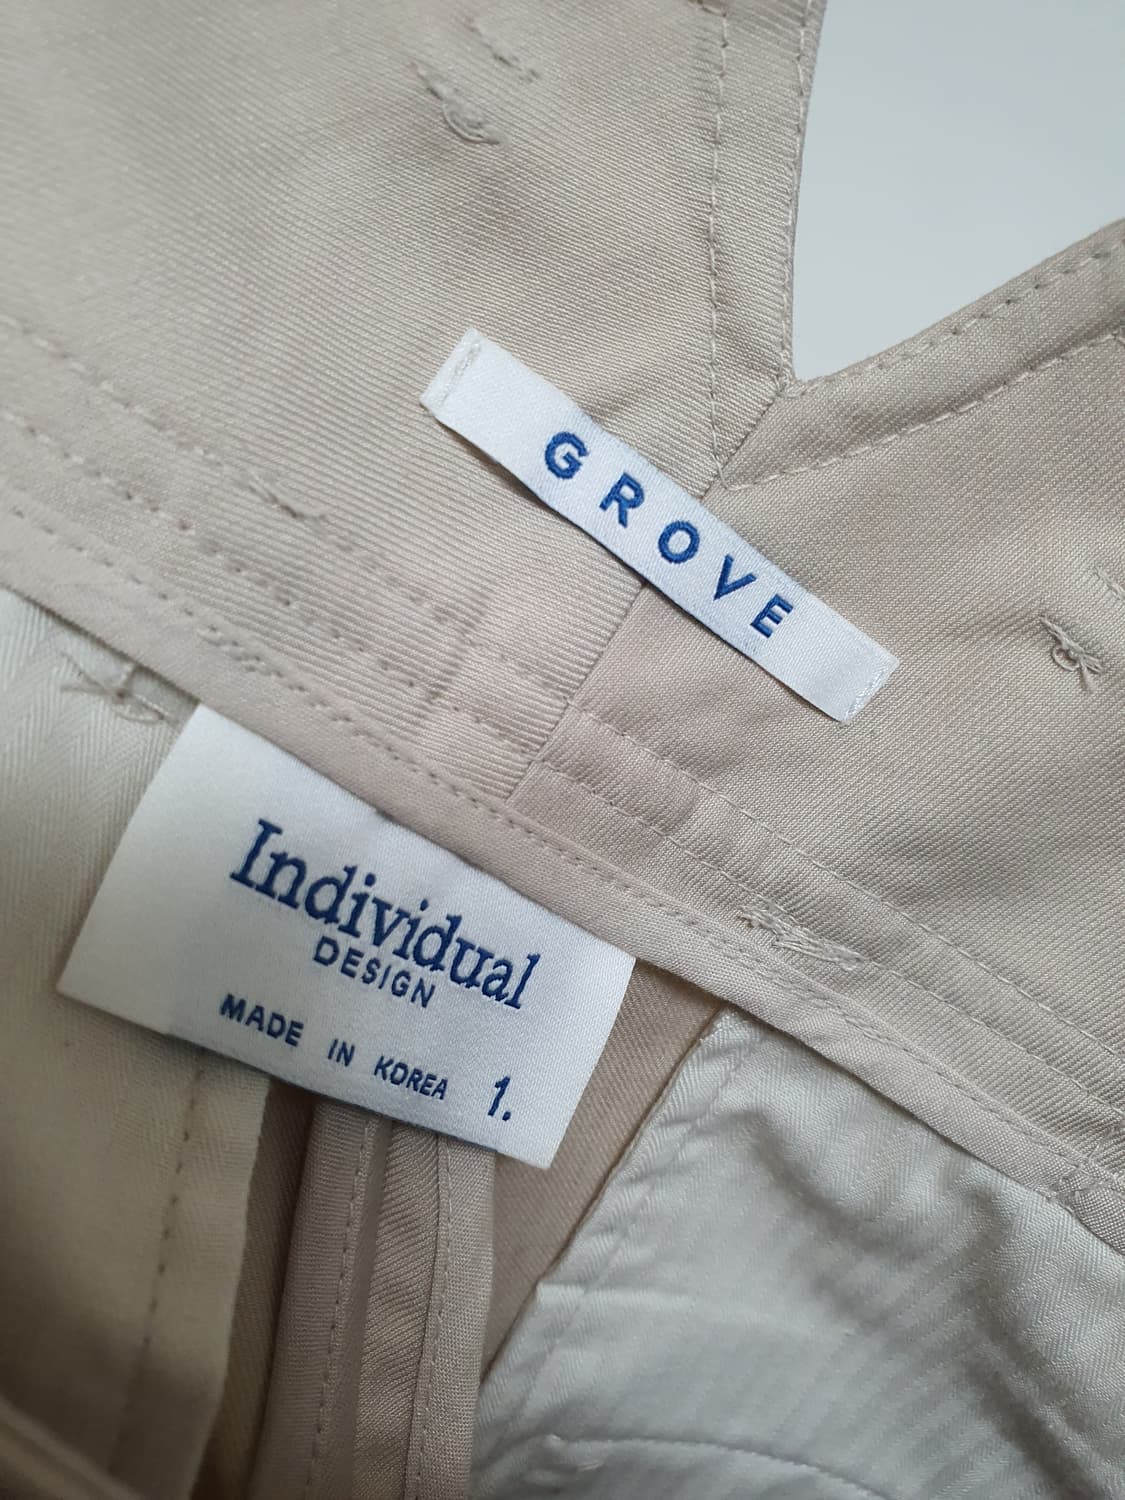 GROVE
Individual
DESIGN
MADE IN KOREA 1.